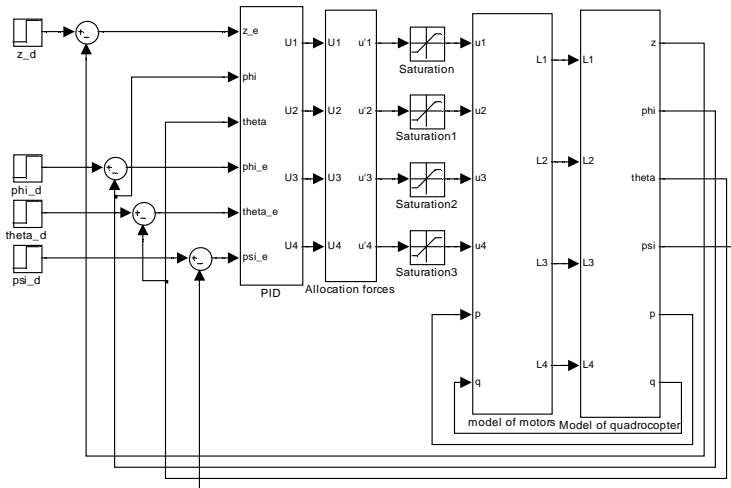 z_d
phi_d
theta_d
psi_d
+
−
+
−
+
−
+
−
z_e
phi
theta
phi_e
theta_e
psi_e
U1
U2
U3
U4
PID
U1
U2
U3
U4
u'1
u'2
u'3
u'4
Allocation forces
Saturation
Saturation1
Saturation2
Saturation3
u1
u2
u3
u4
p
q
L1
L2
L3
L4
model of motors
L1
L2
L3
L4
z
phi
theta
psi
p
q
Model of quadrocopter